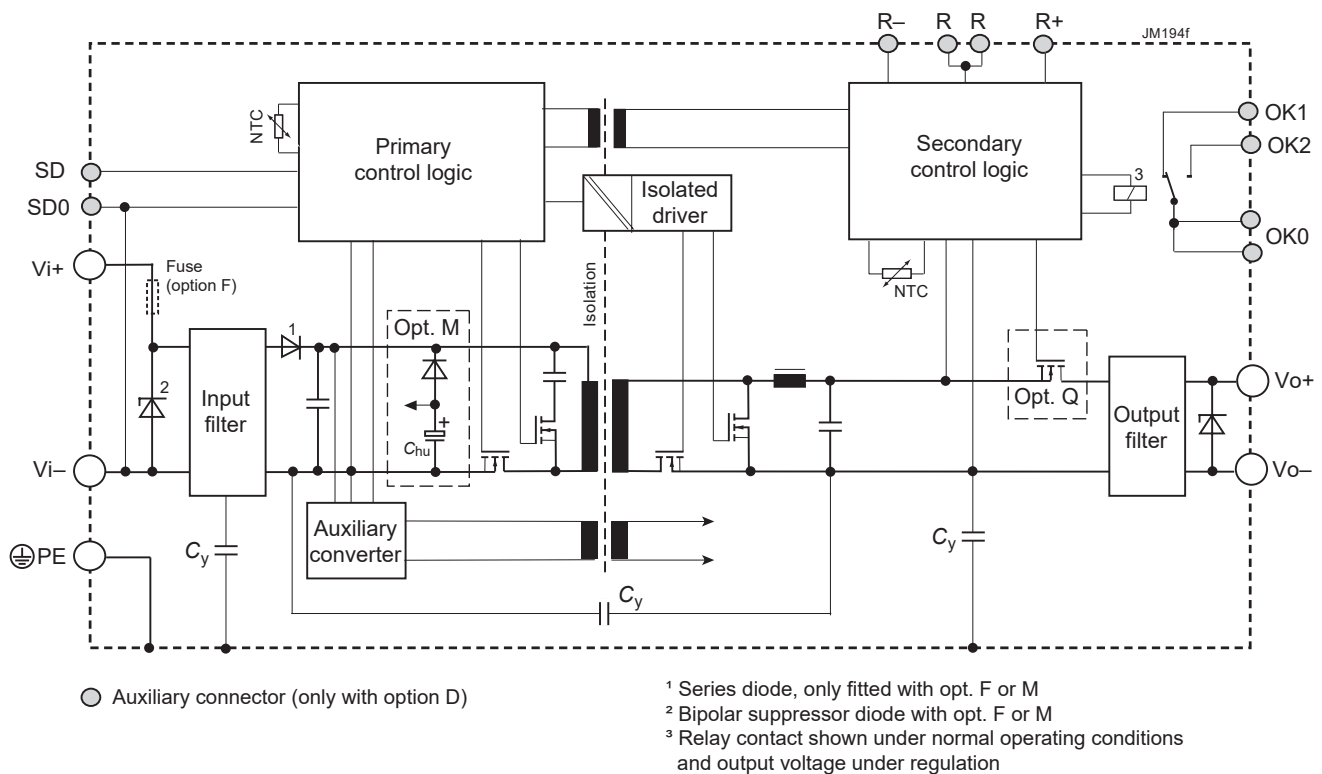 R–
R
R
R+
JM194f
NTC
Primary
control logic
Secondary
control logic
3
OK1
OK2
OK0
SD
SD0
Isolated
driver
Vi+
Fuse
(option F)
Isolation
NTC
1
Opt. M
2
Input
filter
+
Chu
Opt. Q
Output
filter
Vo+
Vi–
Vo–
Auxiliary
converter
PE
Cy
Cy
Cy
Auxiliary connector (only with option D)
¹ Series diode, only fitted with opt. F or M
² Bipolar suppressor diode with opt. F or M
³ Relay contact shown under normal operating conditions
and output voltage under regulation